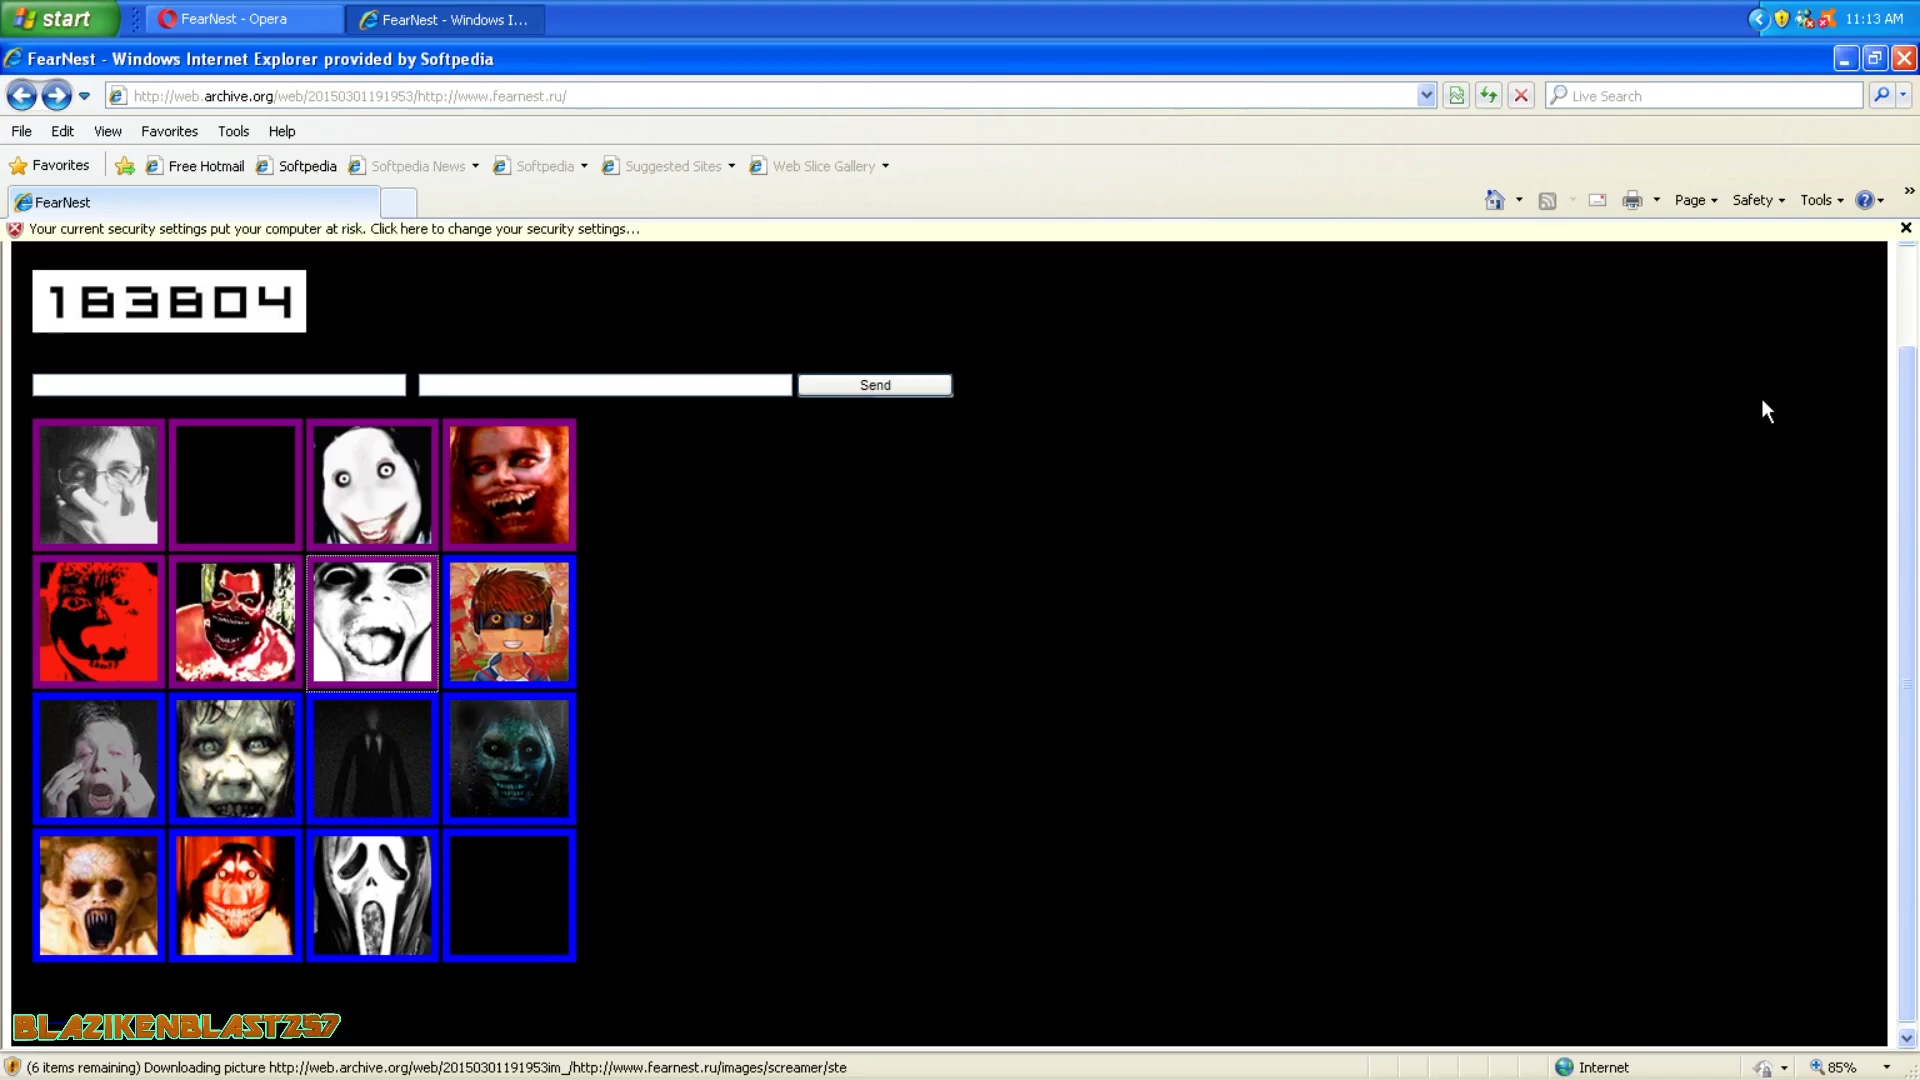 start
FearNest - Opera
FearNest - Windows I...
11:13 AM
FearNest - Windows Internet Explorer provided by Softpedia
http://web.archive.org/web/20150301191953/http://www.fearnest.ru/
Live Search
File Edit View Favorites Tools Help
Favorites Free Hotmail Softpedia Softpedia News Softpedia Suggested Sites Web Slice Gallery
FearNest
Page Safety Tools
Your current security settings put your computer at risk. Click here to change your security settings...
183804
Send
BLAZIKENBLAST257
(6 items remaining) Downloading picture http://web.archive.org/web/20150301191953im_/http://www.fearnest.ru/images/screamer/ste
Internet
85%